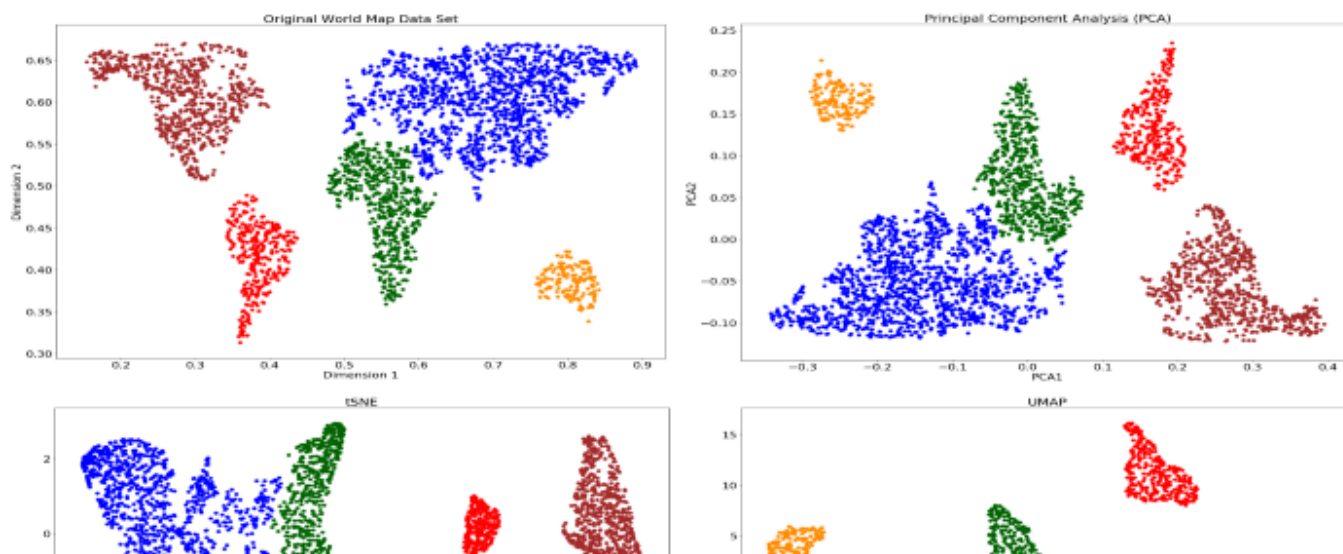 Original World Map Data Set
0.65
0.60
0.55
0.50
0.45
0.40
0.35
0.30
Dimension 2
0.2 0.3 0.4 0.5 0.6 0.7 0.8 0.9
Dimension 1
Principal Component Analysis (PCA)
0.25
0.20
0.15
0.10
0.05
0.00
−0.05
−0.10
PCA2
−0.3 −0.2 −0.1 0.0 0.1 0.2 0.3 0.4
PCA1
tSNE
2
0
UMAP
15
10
5